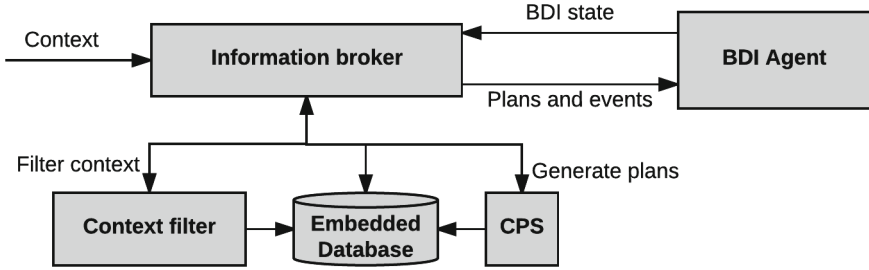 BDI state
Context
Information broker
BDI Agent
Plans and events
Filter context
Generate plans
Context filter
Embedded
Database
CPS